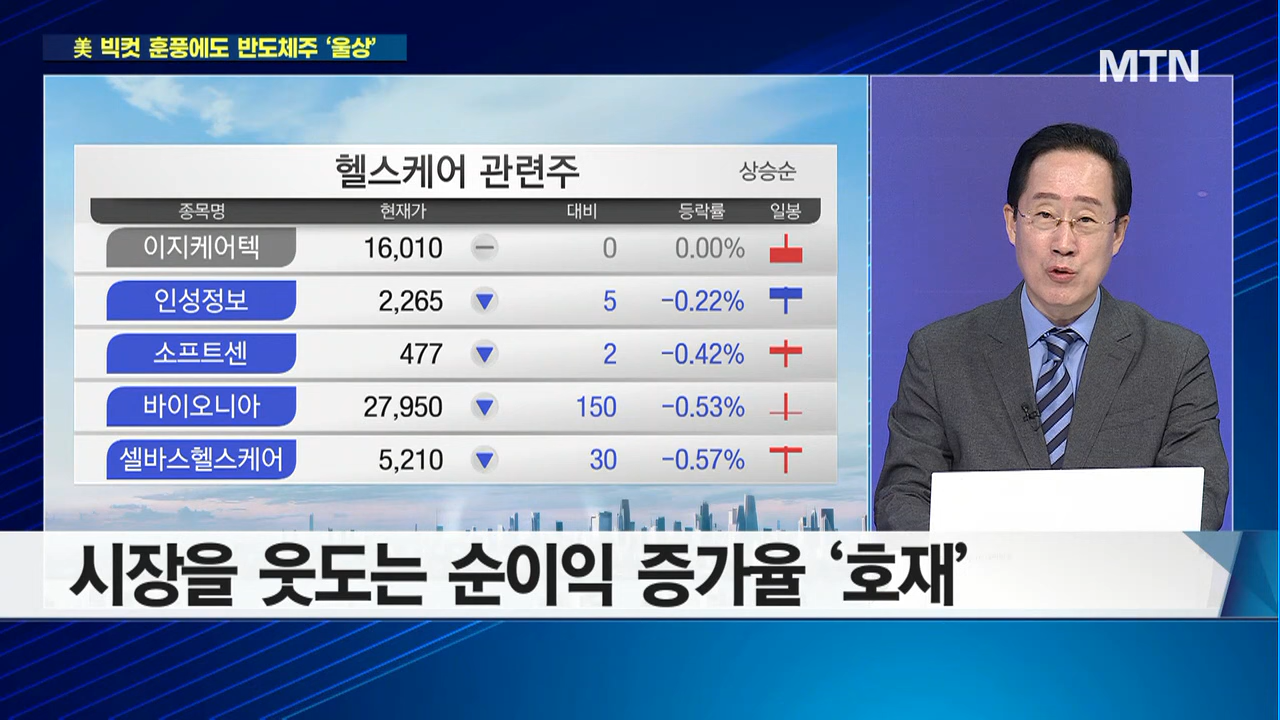 美 빅컷 훈풍에도 반도체주 ‘울상’
MTN
헬스케어 관련주
상승순
종목명 현재가 대비 등락률 일봉
이지케어텍 16,010 0 0.00%
인성정보 2,265 ▼ 5 -0.22%
소프트센 477 ▼ 2 -0.42%
바이오니아 27,950 ▼ 150 -0.53%
셀바스헬스케어 5,210 ▼ 30 -0.57%
시장을 웃도는 순이익 증가율 ‘호재’